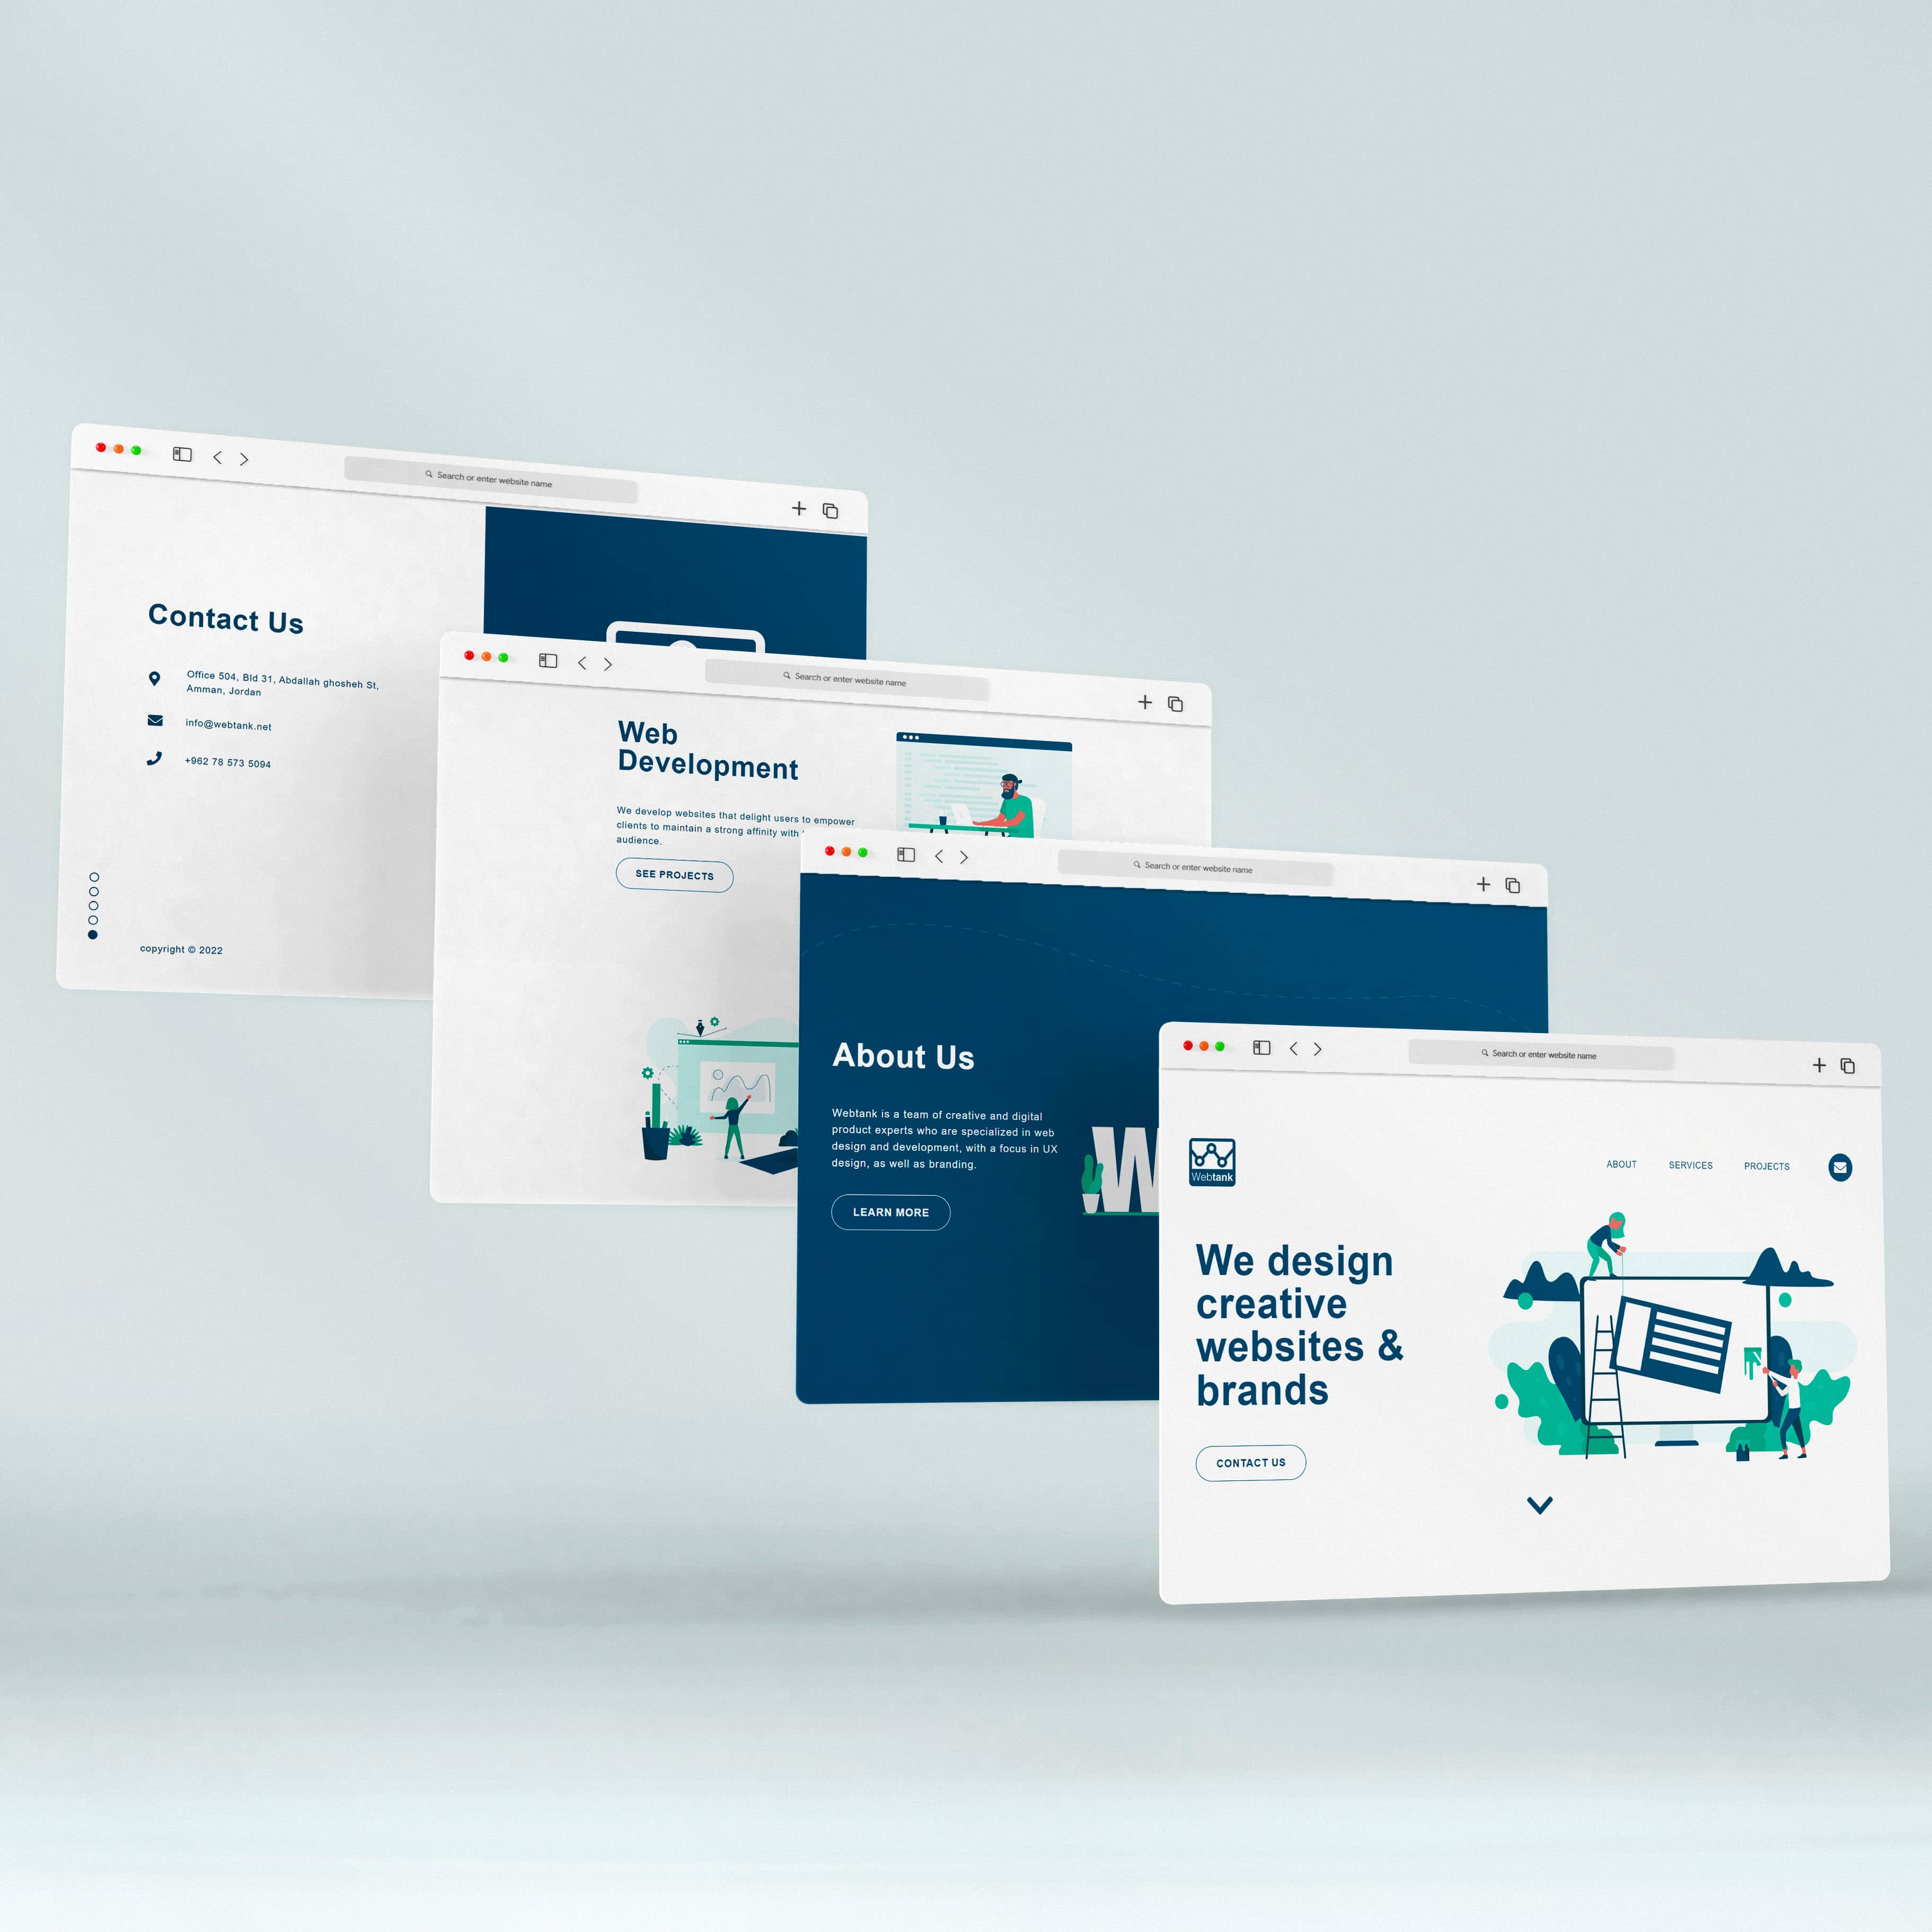 Search or enter website name
Contact Us
Office 504, Bld 31, Abdallah ghosheh St,
Amman, Jordan
info@webtank.net
+962 78 573 5094
copyright © 2022
Search or enter website name
Web
Development
We develop websites that delight users to empower
clients to maintain a strong affinity with
audience.
SEE PROJECTS
Search or enter website name
About Us
Webtank is a team of creative and digital
product experts who are specialized in web
design and development, with a focus in UX
design, as well as branding.
LEARN MORE
W
Search or enter website name
Webtank
ABOUT SERVICES PROJECTS
We design
creative
websites &
brands
CONTACT US